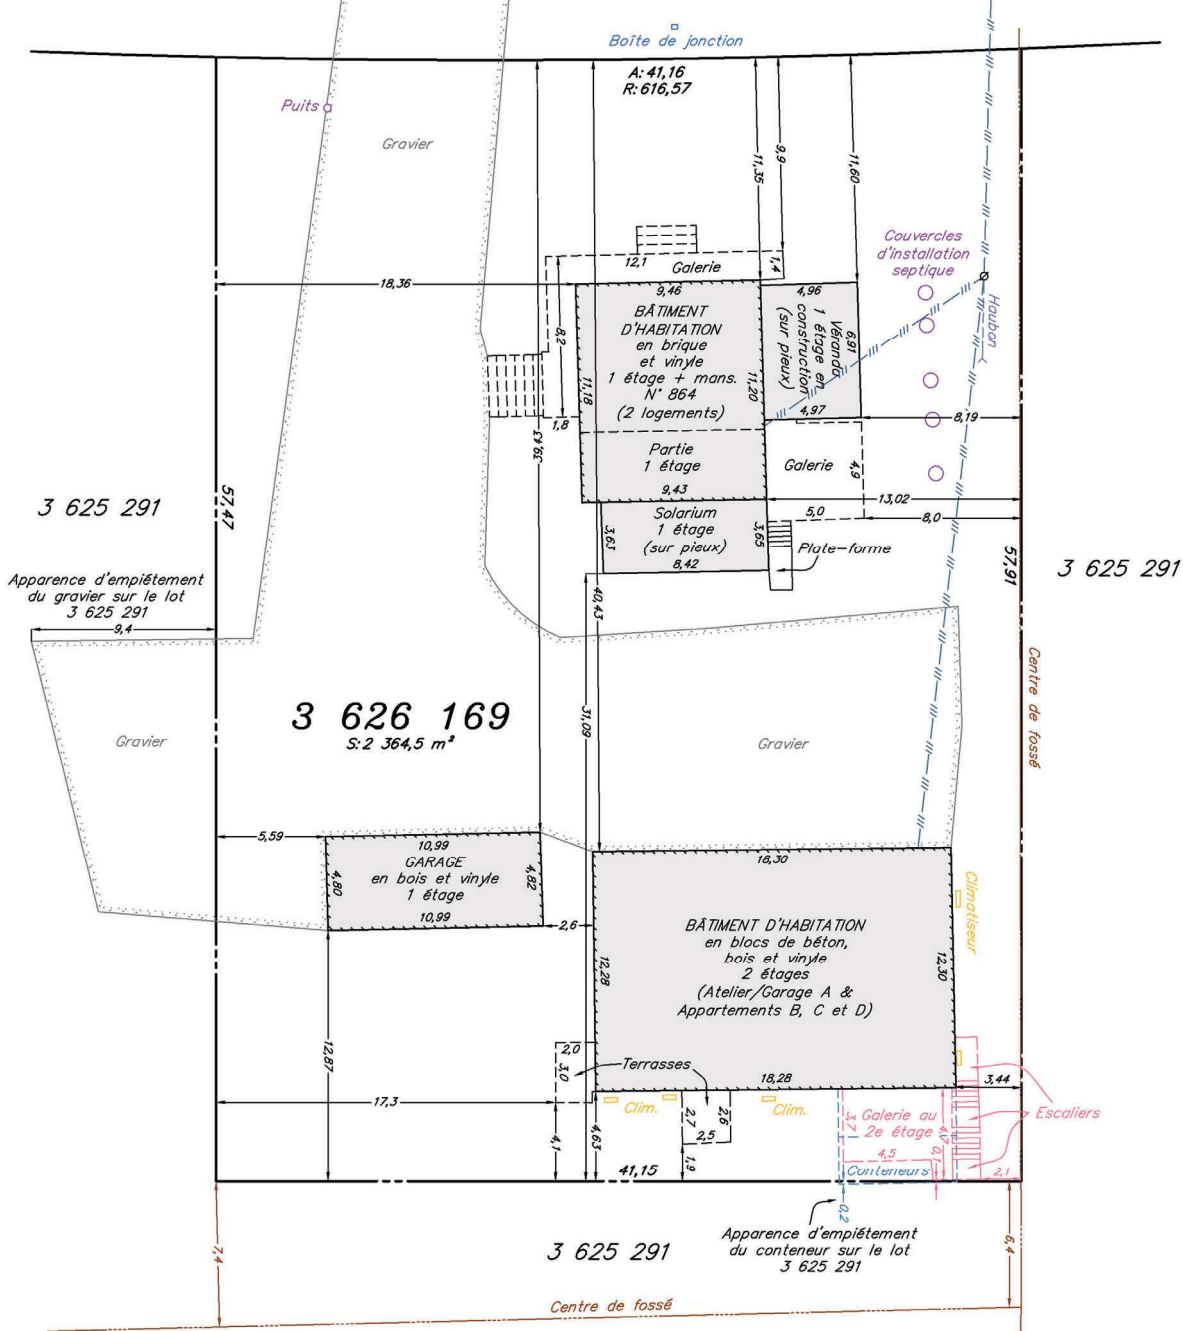 Boîte de jonction
A: 41,16
R: 616,57
Puits
Gravier
11,35
9,9
11,60
Couvercles
d'installation
septique
Hauban
12,1
Galerie
1,4
18,36
9,46
4,96
BÂTIMENT
D'HABITATION
en brique
et vinyle
1 étage + mans.
N° 864
(2 logements)
8,2
11,18
11,20
Véranda
1 étage en
construction
(sur pieux)
6,91
4,97
1,8
8,19
39,43
Partie
1 étage
Galerie
4,9
9,43
13,02
3 625 291
57,47
Solarium
1 étage
(sur pieux)
3,63
3,65
8,42
5,0
8,0
Plate-forme
57,91
3 625 291
Apparence d'empiétement
du gravier sur le lot
3 625 291
9,4
40,43
Centre de fossé
3 626 169
S: 2 364,5 m²
31,09
Gravier
Gravier
5,59
10,99
GARAGE
en bois et vinyle
1 étage
4,80
4,82
10,99
2,6
18,30
BÂTIMENT D'HABITATION
en blocs de béton,
bois et vinyle
2 étages
(Atelier/Garage A &
Appartements B, C et D)
12,28
12,30
Climatiseur
12,87
2,0
3,0
Terrasses
18,28
3,44
17,3
4,1
4,63
Clim.
2,7
2,6
2,5
1,9
Clim.
3,7
Galerie au
2e étage
4,7
Escaliers
4,5
0,1
Conteneurs
2,1
41,15
0,2
7,4
3 625 291
Apparence d'empiétement
du conteneur sur le lot
3 625 291
6,4
Centre de fossé